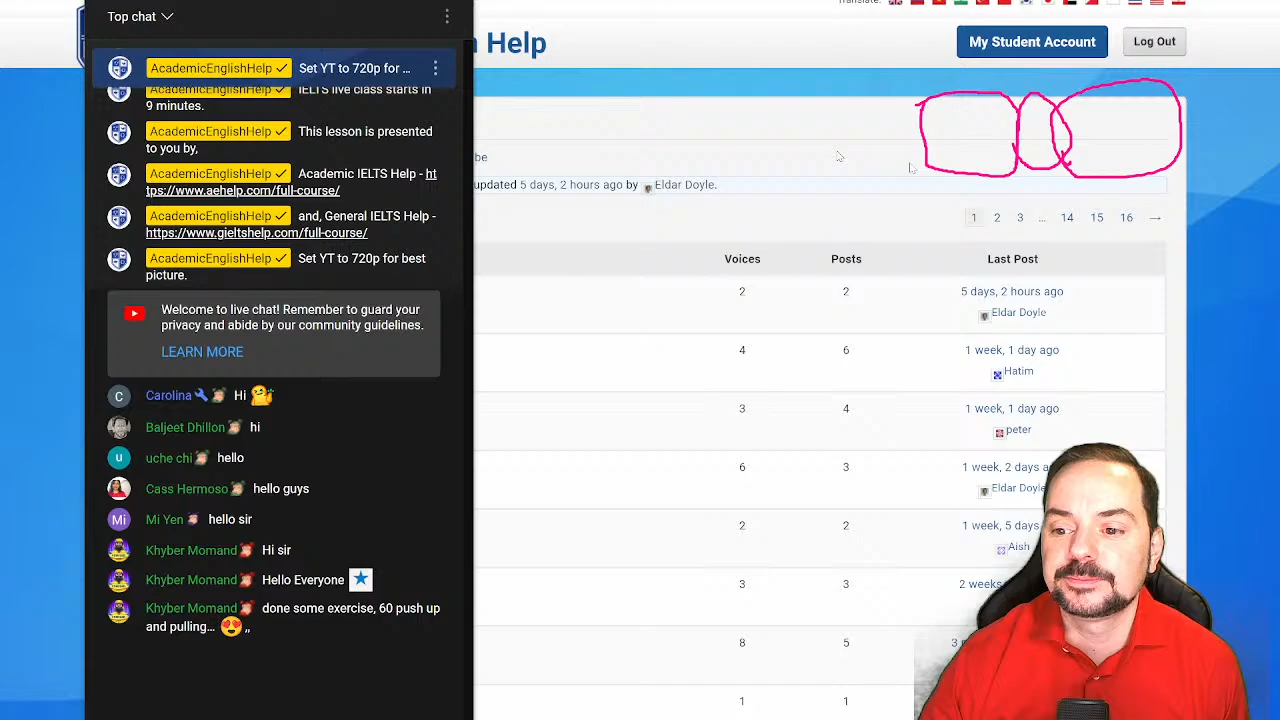 Top chat
Translate:
Help
My Student Account
Log Out
AcademicEnglishHelp Set YT to 720p for ...
AcademicEnglishHelp IELTS live class starts in
9 minutes.
AcademicEnglishHelp This lesson is presented
to you by,
AcademicEnglishHelp Academic IELTS Help - ht
tps://www.aehelp.com/full-course/
AcademicEnglishHelp and, General IELTS Help -
https://www.gieltshelp.com/full-course/
AcademicEnglishHelp Set YT to 720p for best
picture.
Welcome to live chat! Remember to guard your
privacy and abide by our community guidelines.
LEARN MORE
Carolina Hi
Baljeet Dhillon hi
u
uche chi hello
Cass Hermoso hello guys
Mi
Mi Yen hello sir
Khyber Momand Hi sir
Khyber Momand Hello Everyone
Khyber Momand done some exercise, 60 push up
and pulling... „
C
be
updated 5 days, 2 hours ago by Eldar Doyle.
1 2 3 ... 14 15 16 →
Voices Posts Last Post
2 2 5 days, 2 hours ago
Eldar Doyle
4 6 1 week, 1 day ago
Hatim
3 4 1 week, 1 day ago
peter
6 3 1 week, 2 days a
Eldar Doyle
2 2 1 week, 5 days
Aish
3 3 2 weeks
8 5 3
1 1